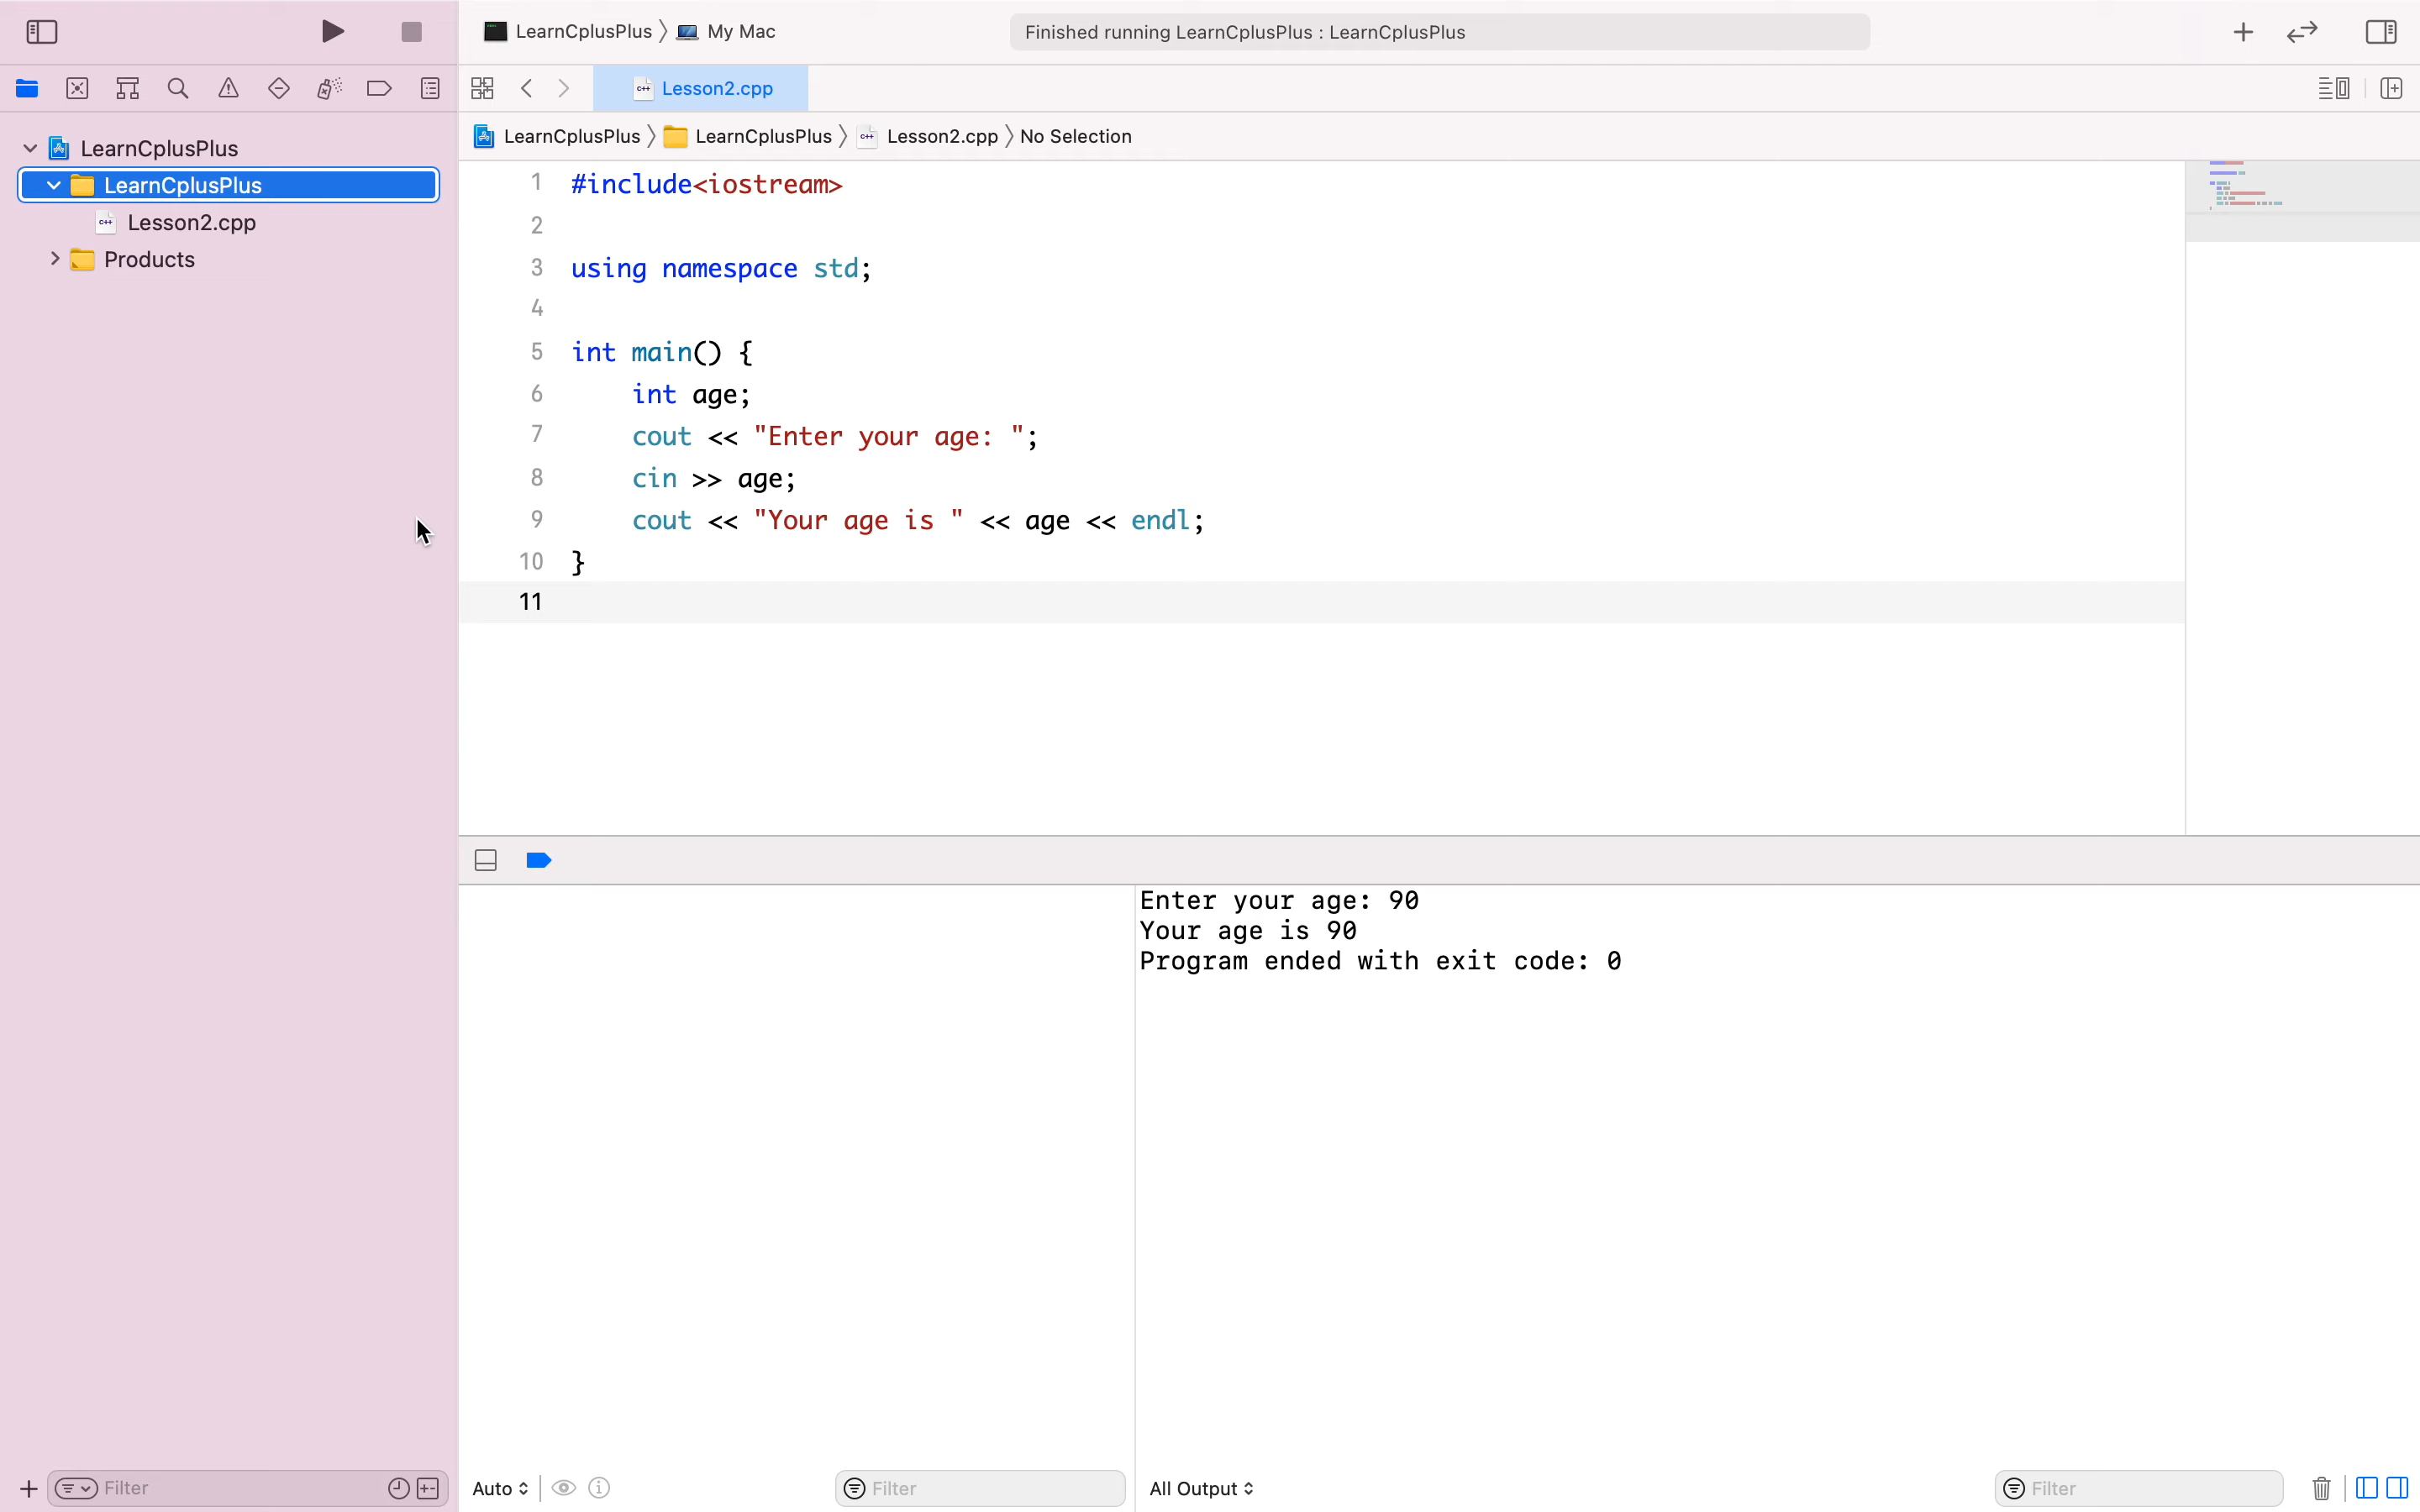 LearnCplusPlus 〉 My Mac
Finished running LearnCplusPlus : LearnCplusPlus
Lesson2.cpp
LearnCplusPlus 〉 LearnCplusPlus 〉 Lesson2.cpp 〉 No Selection
LearnCplusPlus
LearnCplusPlus
Lesson2.cpp
Products
1 #include<iostream>
2
3 using namespace std;
4
5 int main() {
6 int age;
7 cout << "Enter your age: ";
8 cin >> age;
9 cout << "Your age is " << age << endl;
10 }
11
Enter your age: 90
Your age is 90
Program ended with exit code: 0
Filter
Auto
Filter
All Output
Filter